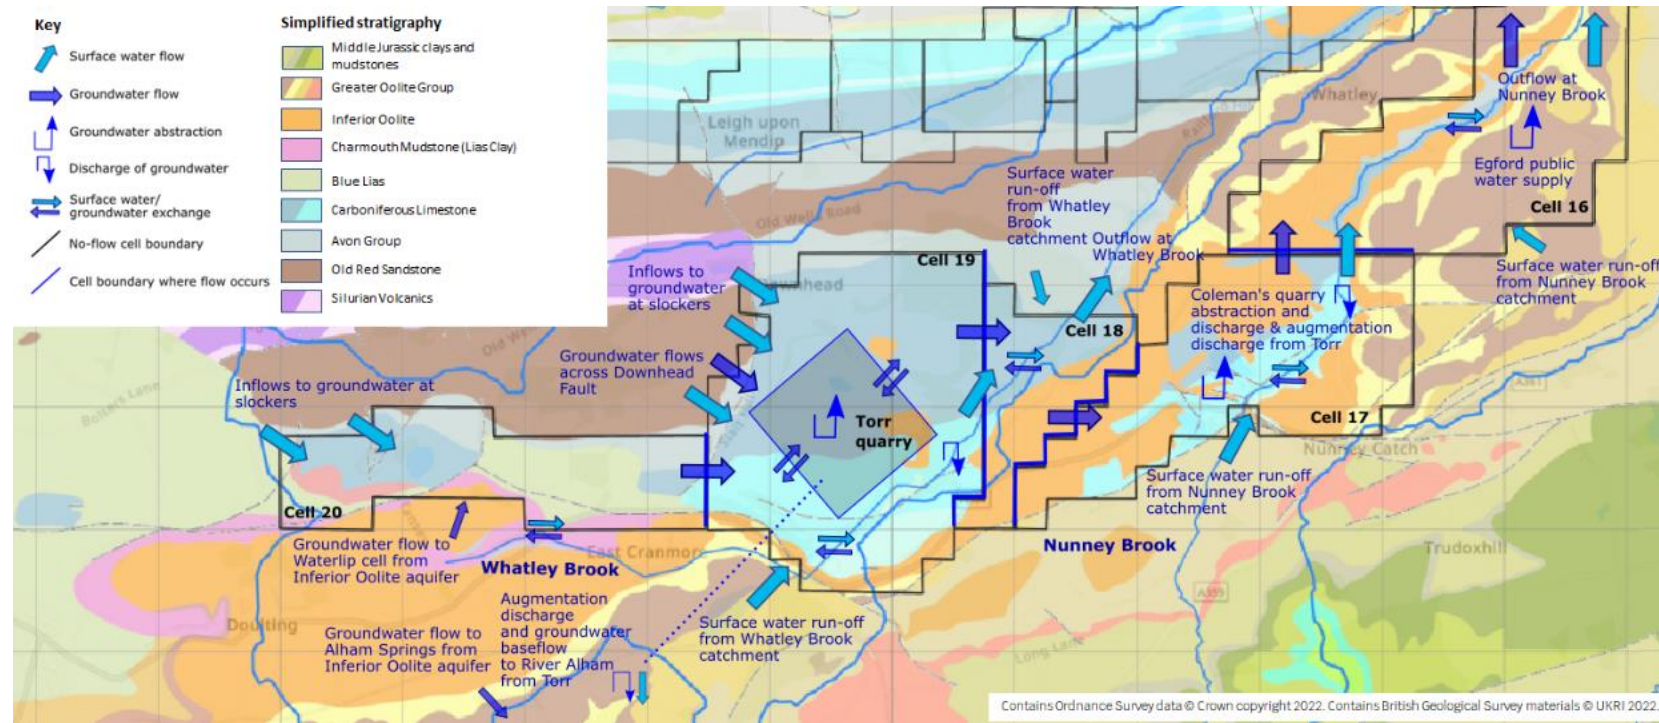 Key
Surface water flow
Groundwater flow
Groundwater abstraction
Discharge of groundwater
Surface water/
groundwater exchange
No-flow cell boundary
Cell boundary where flow occurs
Simplified stratigraphy
Middle Jurassic clays and
mudstones
Greater Oolite Group
Inferior Oolite
Charmouth Mudstone (Lias Clay)
Blue Lias
Carboniferous Limestone
Avon Group
Old Red Sandstone
Silurian Volcanics
Leigh upon
Mendip
Whatley
Outflow at
Nunney Brook
Egford public
water supply
Cell 16
Surface water
run-off
from Whatley
Brook
catchment
Outflow at
Whatley Brook
Old Wells Road
Surface water run-off
from Nunney Brook
catchment
Cell 19
Inflows to
groundwater
at slockers
Cell 18
Coleman's quarry
abstraction and
discharge & augmentation
discharge from Torr
Groundwater flows
across Downhead
Fault
Inflows to groundwater at
slockers
Torr
quarry
Cell 17
A361
Nunney Catch
Surface water run-off
from Nunney Brook
catchment
Cell 20
Groundwater flow to
Waterlip cell from
Inferior Oolite aquifer
East Cranmore
Whatley Brook
Nunney Brook
Trudoxhill
A359
Augmentation
discharge
and groundwater
baseflow
to River Alham
from Torr
Doulting
Groundwater flow to
Alham Springs from
Inferior Oolite aquifer
Surface water run-off
from Whatley Brook
catchment
Long Lane
Contains Ordnance Survey data © Crown copyright 2022. Contains British Geological Survey materials © UKRI 2022.